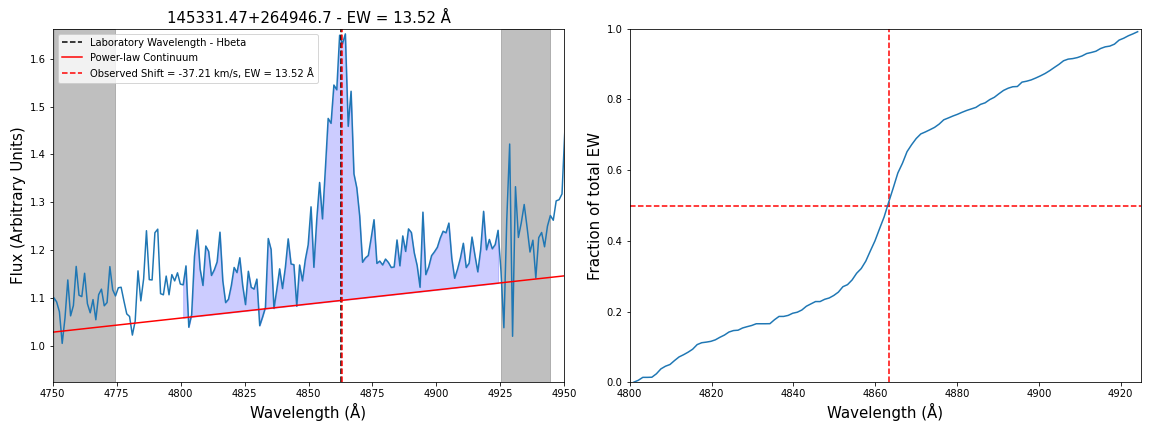 145331.47+264946.7 - EW = 13.52 Å
Laboratory Wavelength - Hbeta
Power-law Continuum
Observed Shift = -37.21 km/s, EW = 13.52 Å
Flux (Arbitrary Units)
1.6
1.5
1.4
1.3
1.2
1.1
1.0
4750 4775 4800 4825 4850 4875 4900 4925 4950
Wavelength (Å)
Fraction of total EW
1.0
0.8
0.6
0.4
0.2
0.0
4800 4820 4840 4860 4880 4900 4920
Wavelength (Å)